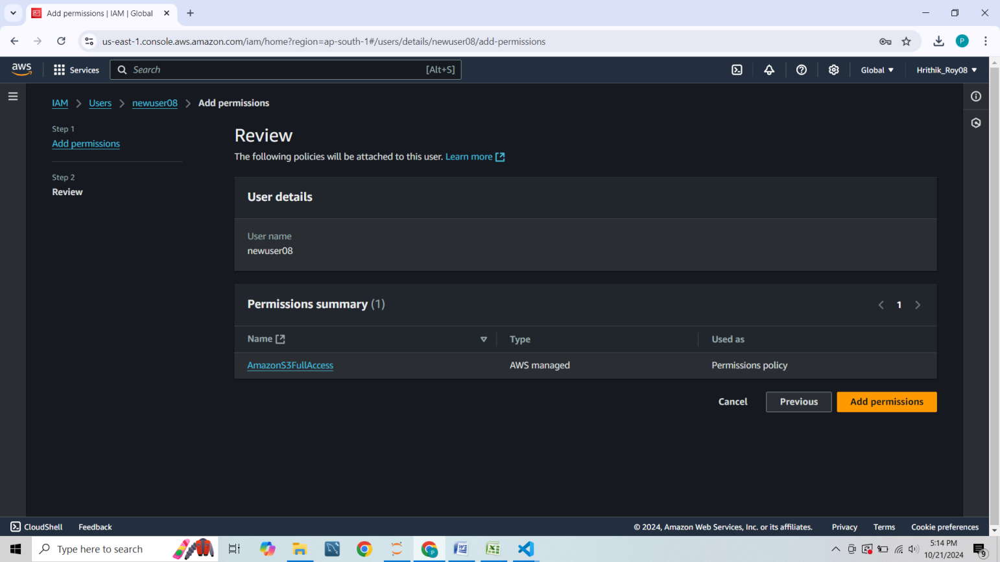 Add permissions | IAM | Global
us-east-1.console.aws.amazon.com/iam/home?region=ap-south-1#/users/details/newuser08/add-permissions
P
aws
Services
Search
[Alt+S]
Global
Hrithik_Roy08
IAM
Users
newuser08
Add permissions
Step 1
Add permissions
Step 2
Review
Review
The following policies will be attached to this user. Learn more
User details
User name
newuser08
Permissions summary (1)
1
Name
Type
Used as
AmazonS3FullAccess
AWS managed
Permissions policy
Cancel
Previous
Add permissions
CloudShell
Feedback
© 2024, Amazon Web Services, Inc. or its affiliates.
Privacy
Terms
Cookie preferences
Type here to search
5:14 PM
10/21/2024
9